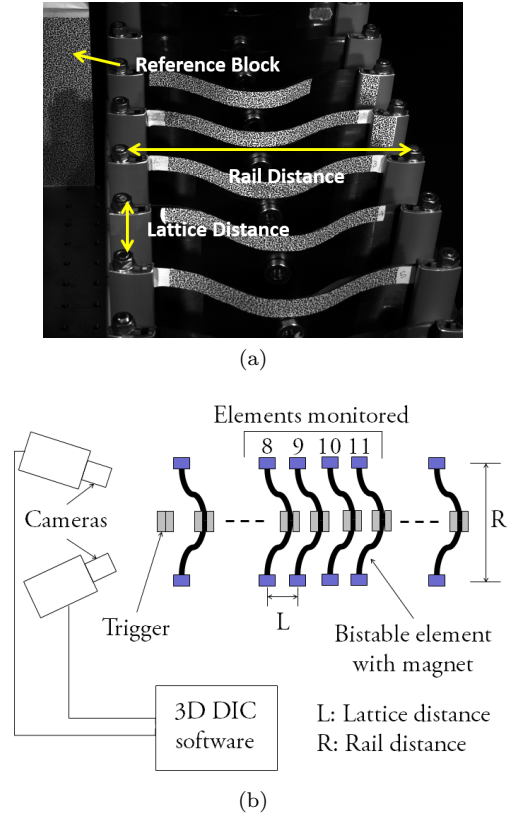 Reference Block
Rail Distance
Lattice Distance
(a)
Elements monitored
8 9 10 11
Cameras
Trigger
L
R
Bistable element
with magnet
3D DIC
software
L: Lattice distance
R: Rail distance
(b)